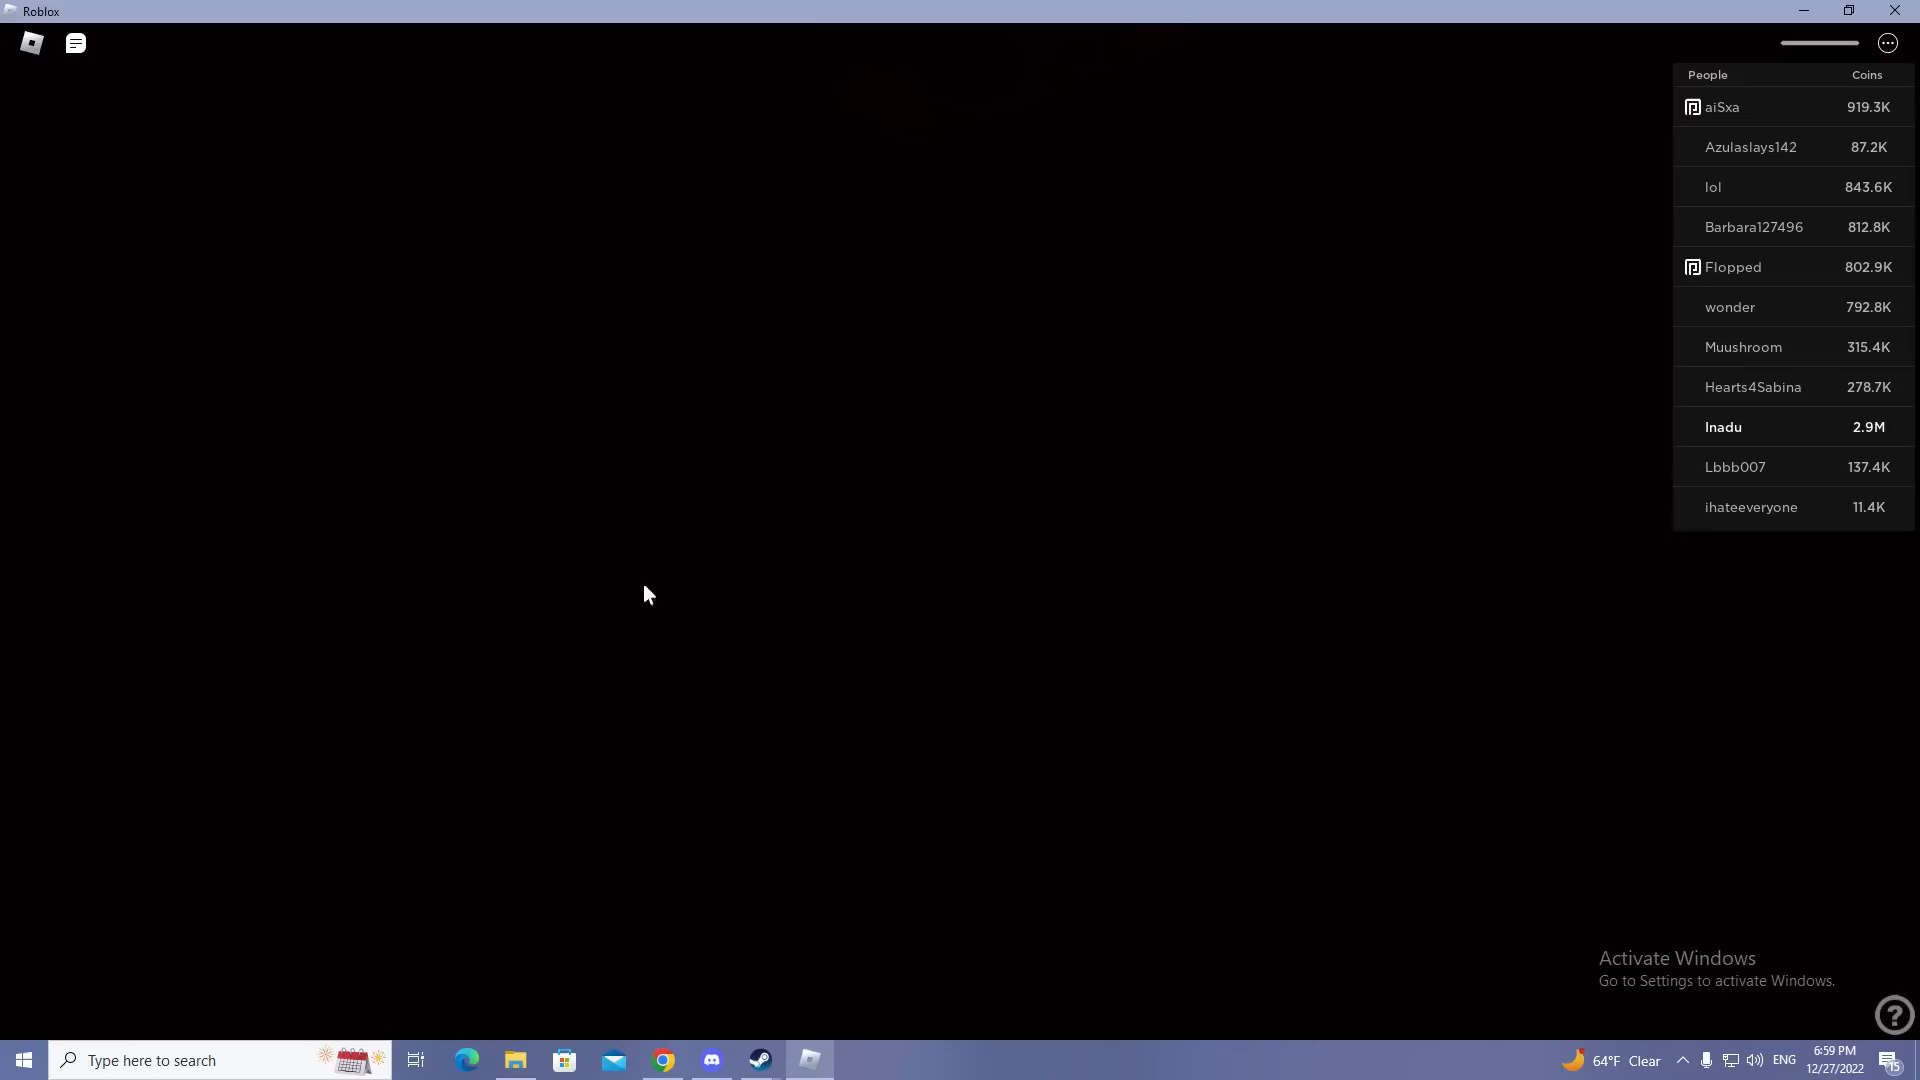 Roblox
People Coins
aiSxa 919.3K
Azulaslays142 87.2K
lol 843.6K
Barbara127496 812.8K
Flopped 802.9K
wonder 792.8K
Muushroom 315.4K
Hearts4Sabina 278.7K
Inadu 2.9M
Lbbb007 137.4K
ihateeveryone 11.4K
Activate Windows
Go to Settings to activate Windows.
?
Type here to search
64°F Clear
ENG
6:59 PM
12/27/2022
15